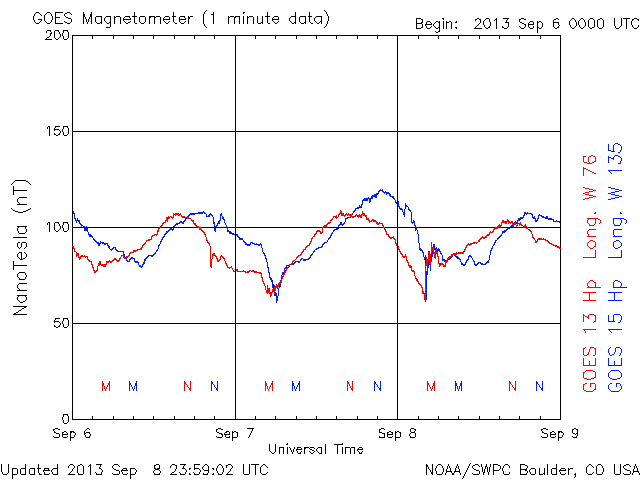 GOES Magnetometer (1 minute data)
Begin: 2013 Sep 6 0000 UTC
200
150
100
50
0
NanoTesla (nT)
M M N N M M N N M M N N
Sep 6 Sep 7 Sep 8 Sep 9
Universal Time
GOES 13 Hp Long. W 76
GOES 15 Hp Long. W 135
Updated 2013 Sep 8 23:59:02 UTC
NOAA/SWPC Boulder, CO USA